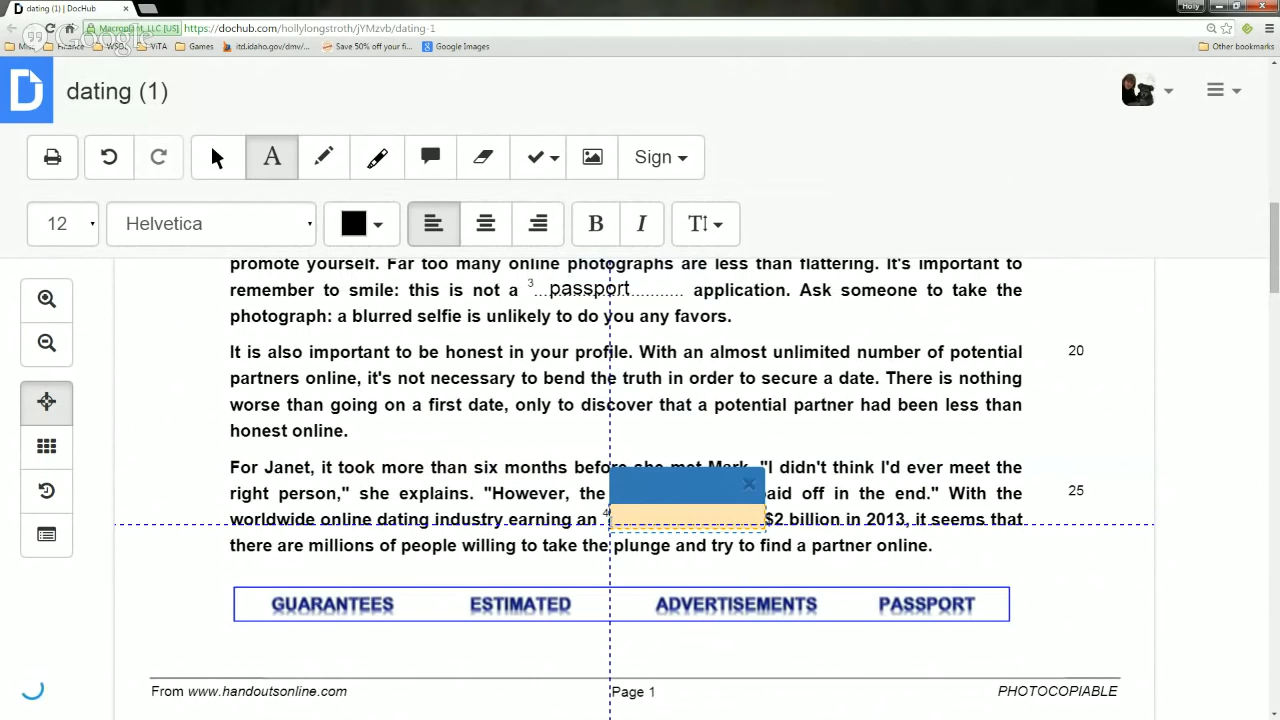 dating (1) | DocHub
Holly
Macroplant, LLC [US] https://dochub.com/hollylongstroth/jYMzvb/dating-1
Google
Games itd.idaho.gov/dmv/... Save 50% off your fi... Google Images Other bookmarks
dating (1)
A Sign
12 Helvetica B I T
promote yourself. Far too many online photographs are less than flattering. It's important to
remember to smile: this is not a 3 passport application. Ask someone to take the
photograph: a blurred selfie is unlikely to do you any favors.
It is also important to be honest in your profile. With an almost unlimited number of potential 20
partners online, it's not necessary to bend the truth in order to secure a date. There is nothing
worse than going on a first date, only to discover that a potential partner had been less than
honest online.
For Janet, it took more than six months before she met Mark. "I didn't think I'd ever meet the
right person," she explains. "However, the paid off in the end." With the 25
worldwide online dating industry earning an 4 $2 billion in 2013, it seems that
there are millions of people willing to take the plunge and try to find a partner online.
GUARANTEES ESTIMATED ADVERTISEMENTS PASSPORT
From www.handoutsonline.com Page 1 PHOTOCOPIABLE